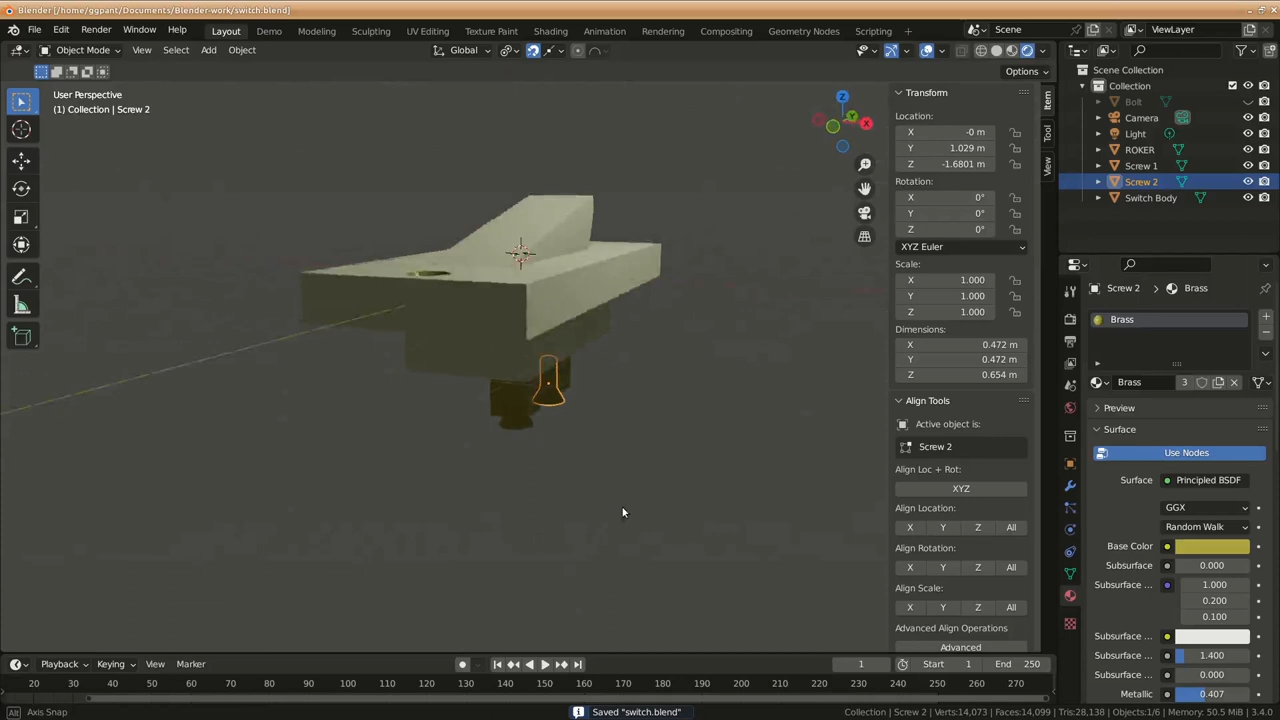 Blender [/home/ggpant/Documents/Blender-work/switch.blend]
File Edit Render Window Help Layout Demo Modeling Sculpting UV Editing Texture Paint Shading Animation Rendering Compositing Geometry Nodes Scripting + Scene ViewLayer
Object Mode View Select Add Object Global
Options
User Perspective
(1) Collection | Screw 2
Z
Y
X
Transform
Location:
X -0 m
Y 1.029 m
Z -1.6801 m
Rotation:
X 0°
Y 0°
Z 0°
XYZ Euler
Scale:
X 1.000
Y 1.000
Z 1.000
Dimensions:
X 0.472 m
Y 0.472 m
Z 0.654 m
Align Tools
Active object is:
Screw 2
Align Loc + Rot:
XYZ
Align Location:
X Y Z All
Align Rotation:
X Y Z All
Align Scale:
X Y Z All
Advanced Align Operations
Advanced
Item
Tool
View
Scene Collection
Collection
Bolt
Camera
Light
ROKER
Screw 1
Screw 2
Switch Body
Screw 2 > Brass
Brass
Brass 3
Preview
Surface
Use Nodes
Surface Principled BSDF
GGX
Random Walk
Base Color
Subsurface 0.000
Subsurface ... 1.000
0.200
0.100
Subsurface ...
Subsurface ... 1.400
Subsurface ... 0.000
Metallic 0.407
Playback Keying View Marker 1 Start 1 End 250
20 30 40 50 60 70 80 90 100 110 120 130 140 150 160 170 180 190 200 210 220 230 240 250 260 270
Alt Axis Snap Saved "switch.blend" Collection | Screw 2 | Verts:14,073 | Faces:14,099 | Tris:28,138 | Objects:1/6 | Memory: 50.5 MiB | 3.4.0